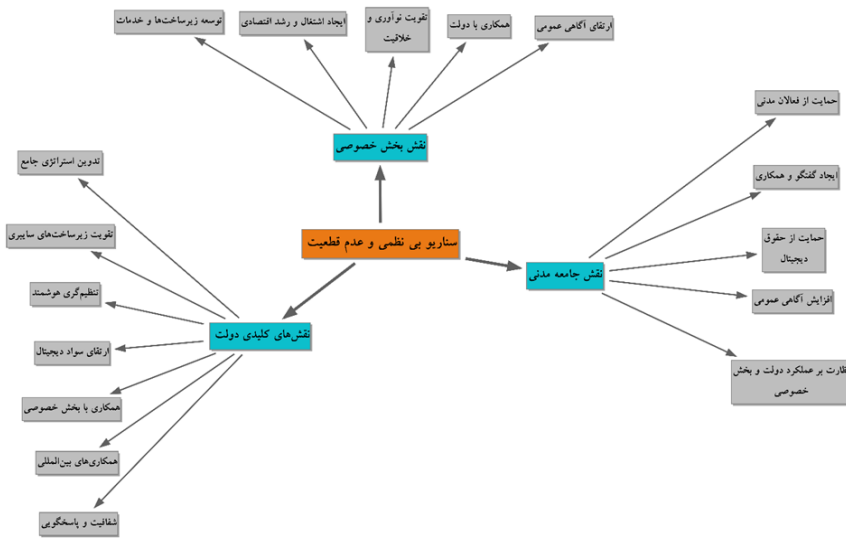 توسعه زیرساخت‌ها و خدمات
ایجاد اشتغال و رشد اقتصادی
تقویت نوآوری و
خلاقیت
همکاری با دولت
ارتقای آگاهی عمومی
نقش بخش خصوصی
سناریو بی نظمی و عدم قطعیت
نقش جامعه مدنی
حمایت از فعالان مدنی
ایجاد گفتگو و همکاری
حمایت از حقوق
دیجیتال
افزایش آگاهی عمومی
ظارت بر عملکرد دولت و بخش
خصوصی
نقش‌های کلیدی دولت
تدوین استراتژی جامع
تقویت زیرساخت‌های سایبری
تنظیم‌گری هوشمند
ارتقای سواد دیجیتال
همکاری با بخش خصوصی
همکاری‌های بین‌المللی
شفافیت و پاسخگویی